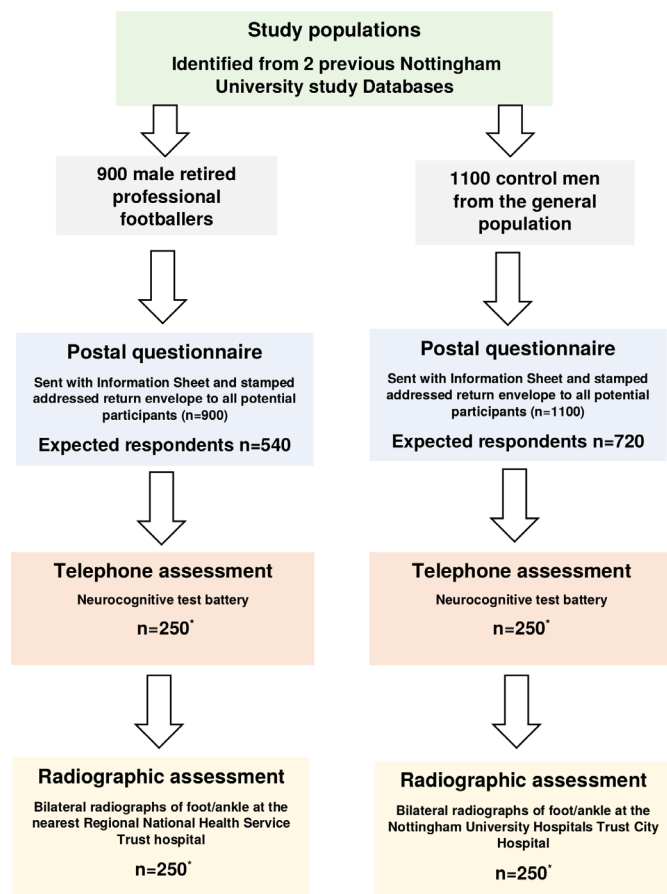 Study populations
Identified from 2 previous Nottingham
University study Databases
900 male retired
professional
footballers
1100 control men
from the general
population
Postal questionnaire
Sent with Information Sheet and stamped
addressed return envelope to all potential
participants (n=900)
Expected respondents n=540
Postal questionnaire
Sent with Information Sheet and stamped
addressed return envelope to all potential
participants (n=1100)
Expected respondents n=720
Telephone assessment
Neurocognitive test battery
n=250*
Telephone assessment
Neurocognitive test battery
n=250*
Radiographic assessment
Bilateral radiographs of foot/ankle at the
nearest Regional National Health Service
Trust hospital
n=250*
Radiographic assessment
Bilateral radiographs of foot/ankle at the
Nottingham University Hospitals Trust City
Hospital
n=250*